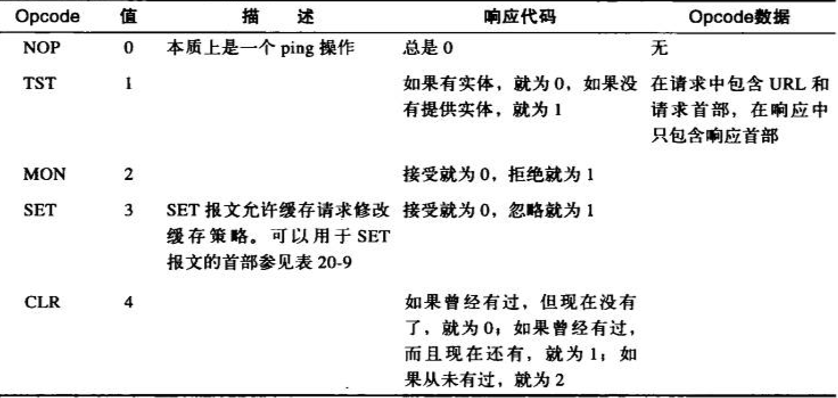 Opcode 值 描 述 响应代码 Opcode数据
NOP 0 本质上是一个 ping 操作 总是 0 无
TST 1 如果有实体，就为 0，如果没 在请求中包含 URL 和
有提供实体，就为 1 请求首部，在响应中
只包含响应首部
MON 2 接受就为 0，拒绝就为 1
SET 3 SET 报文允许缓存请求修改 接受就为 0，忽略就为 1
缓存策略。可以用于 SET
报文的首部参见表 20-9
CLR 4 如果曾经有过，但现在没有
了，就为 0；如果曾经有过，
而且现在还有，就为 1；如
果从未有过，就为 2